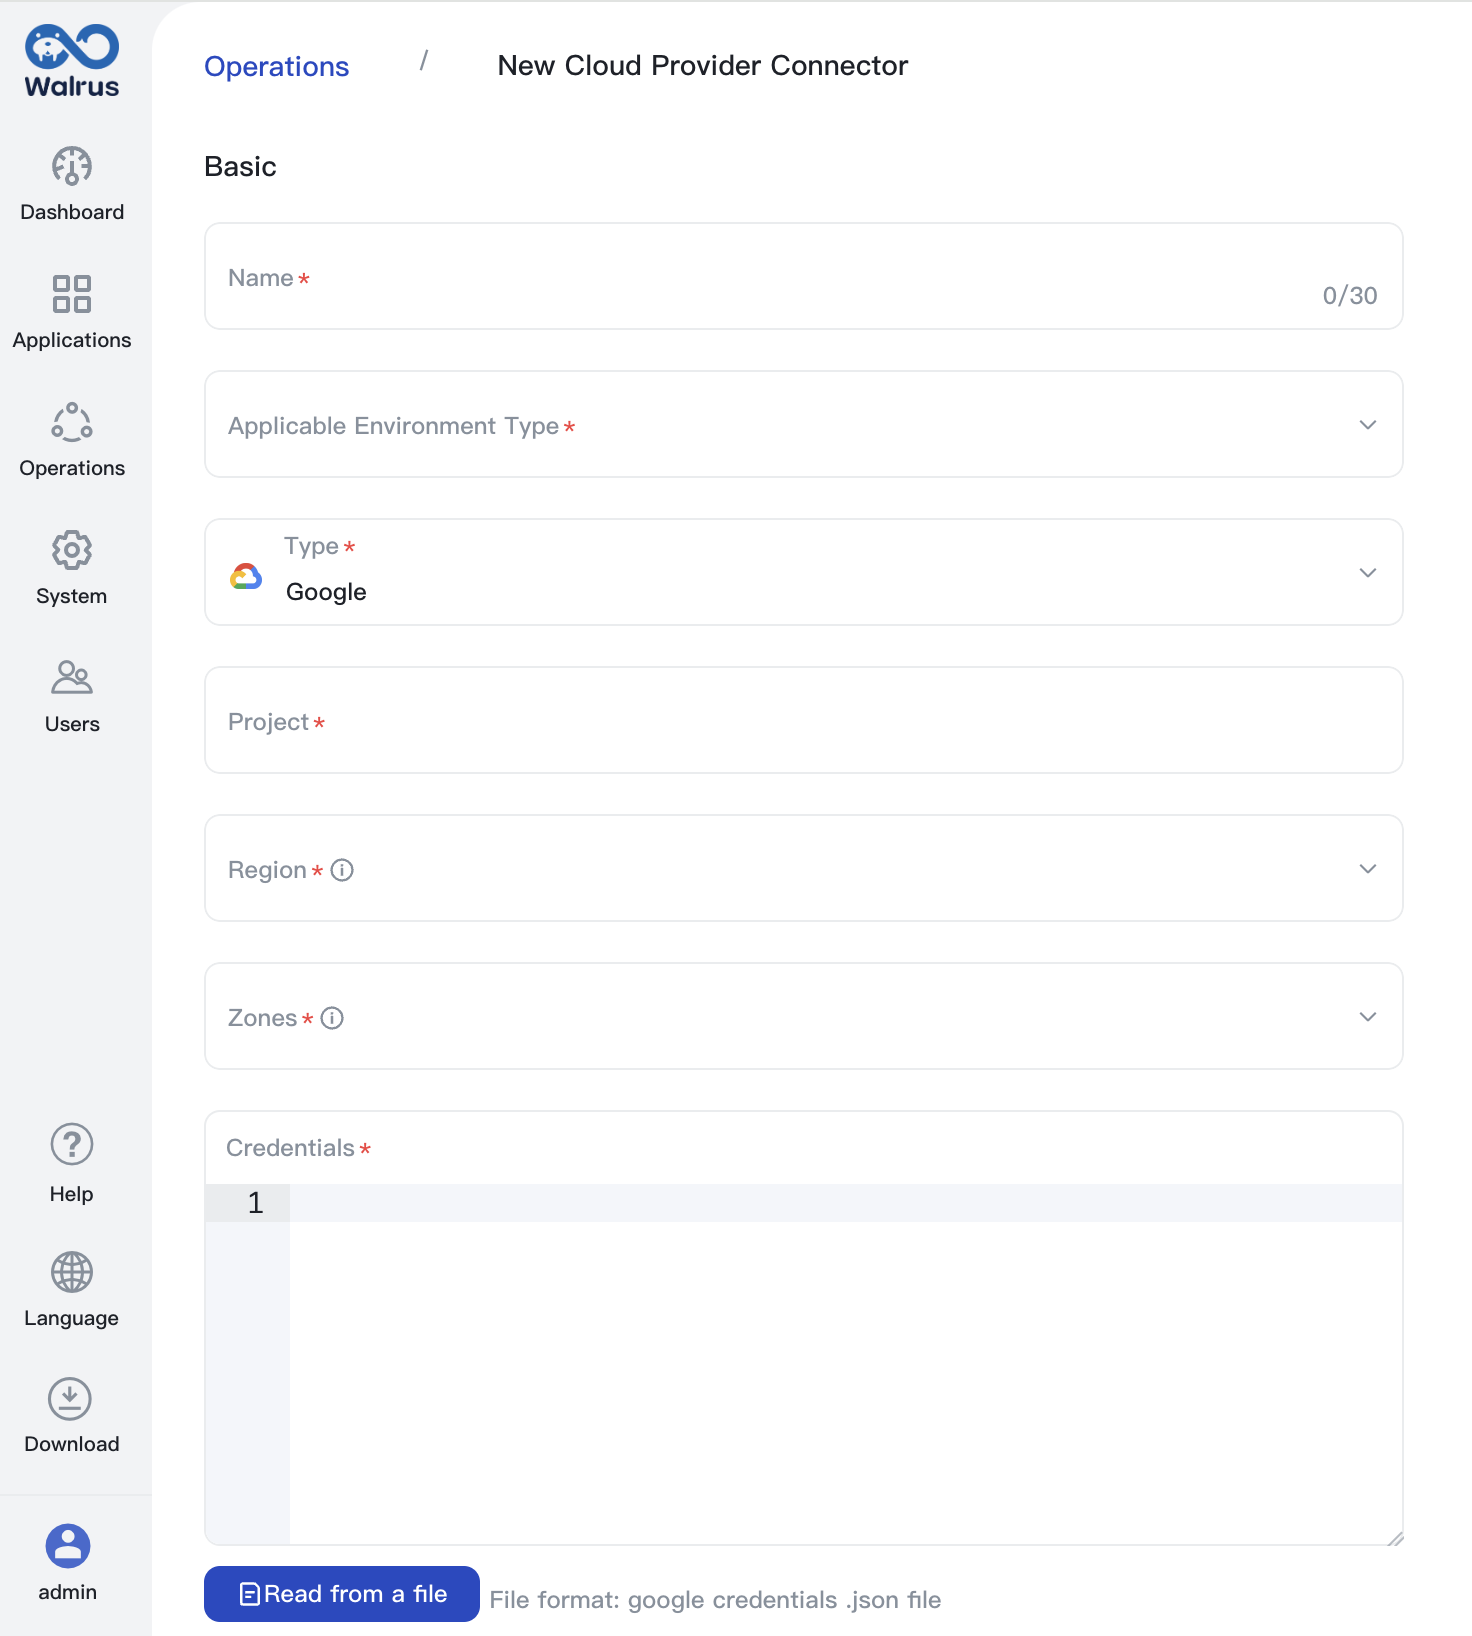 Walrus
Dashboard
Applications
Operations
System
Users
Help
Language
Download
admin
Operations / New Cloud Provider Connector
Basic
Name *
0/30
Applicable Environment Type *
Type *
Google
Project *
Region *
Zones *
Credentials *
1
Read from a file
File format: google credentials .json file